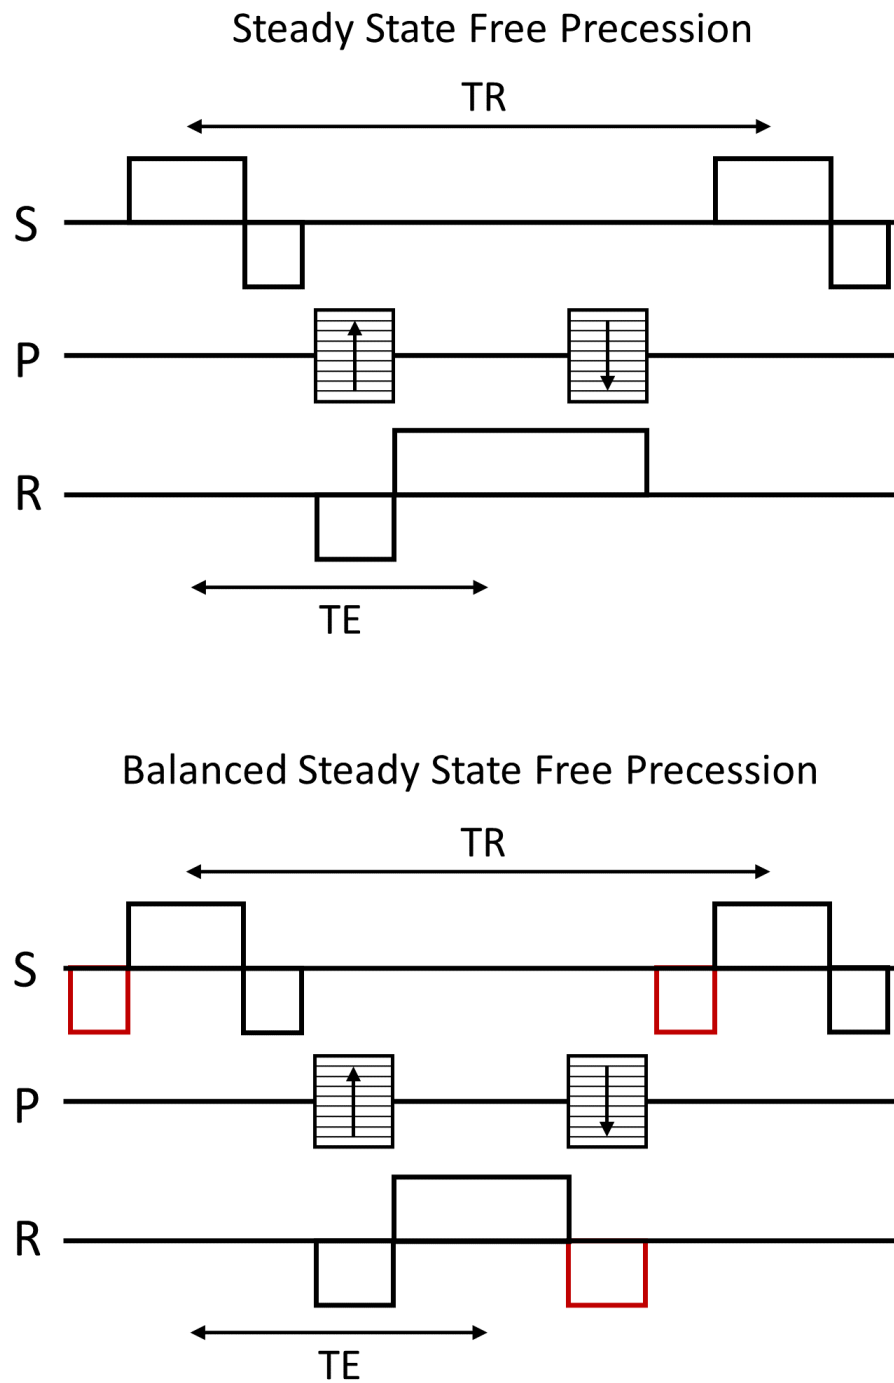 Steady State Free Precession
TR
S
P
R
TE
Balanced Steady State Free Precession
TR
S
P
R
TE